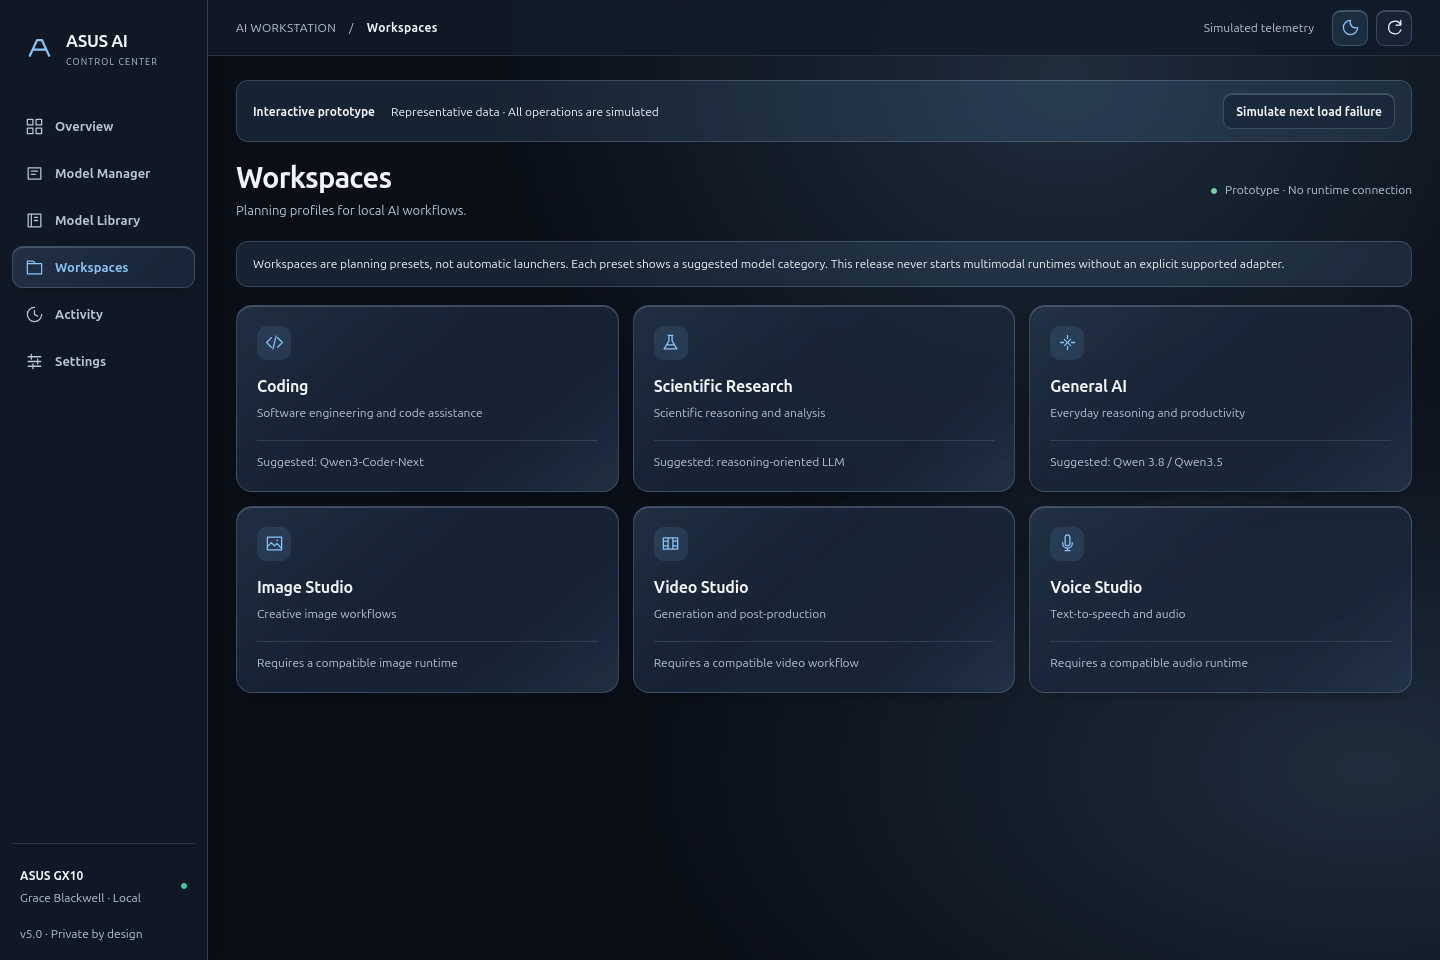 ASUS AI
CONTROL CENTER
Overview
Model Manager
Model Library
Workspaces
Activity
Settings
ASUS GX10
Grace Blackwell · Local
v5.0 · Private by design
AI WORKSTATION / Workspaces
Simulated telemetry
Interactive prototype Representative data · All operations are simulated
Simulate next load failure
Workspaces
Planning profiles for local AI workflows.
Prototype · No runtime connection
Workspaces are planning presets, not automatic launchers. Each preset shows a suggested model category. This release never starts multimodal runtimes without an explicit supported adapter.
Coding
Software engineering and code assistance
Suggested: Qwen3-Coder-Next
Scientific Research
Scientific reasoning and analysis
Suggested: reasoning-oriented LLM
General AI
Everyday reasoning and productivity
Suggested: Qwen 3.8 / Qwen3.5
Image Studio
Creative image workflows
Requires a compatible image runtime
Video Studio
Generation and post-production
Requires a compatible video workflow
Voice Studio
Text-to-speech and audio
Requires a compatible audio runtime